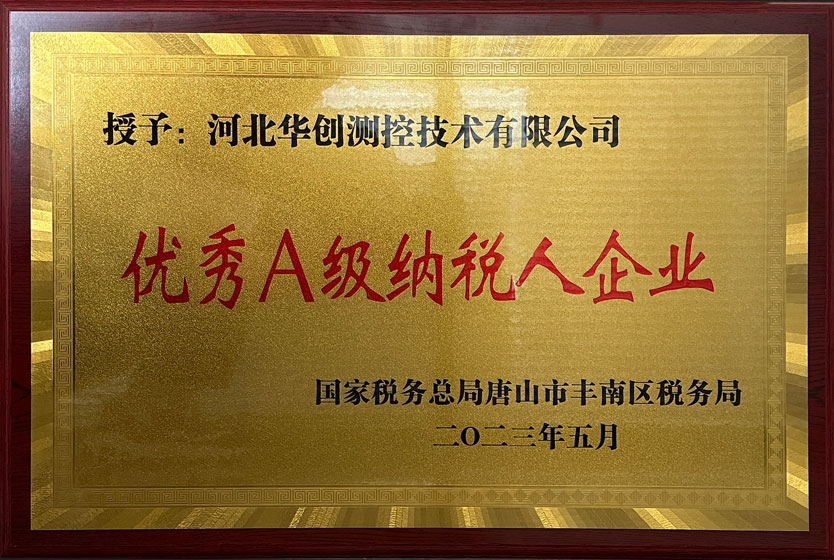 授予：河北华创测控技术有限公司
优秀A级纳税人企业
国家税务总局唐山市丰南区税务局
二O二三年五月